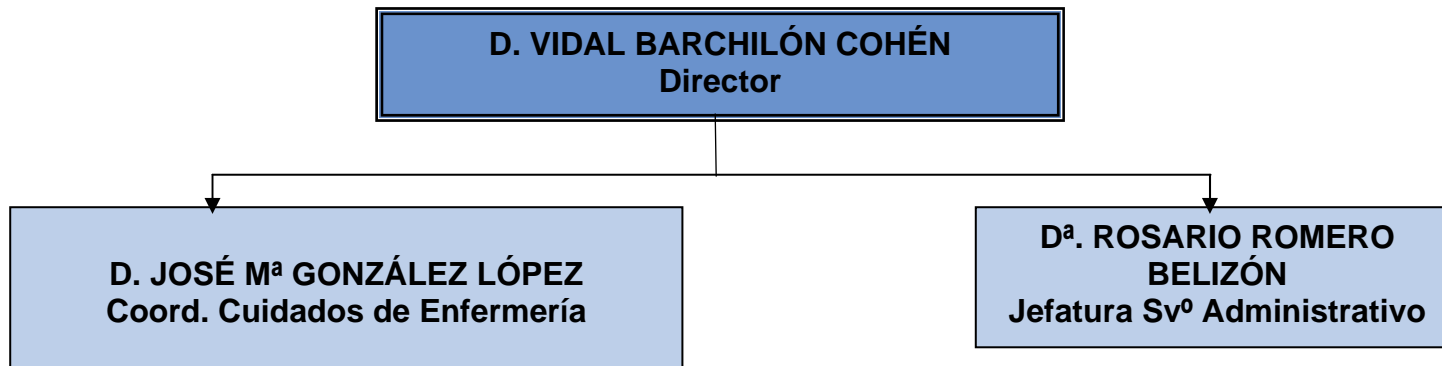 D. VIDAL BARCHILÓN COHÉN
Director
D. JOSÉ Mª GONZÁLEZ LÓPEZ
Coord. Cuidados de Enfermería
Dª. ROSARIO ROMERO
BELIZÓN
Jefatura Svº Administrativo